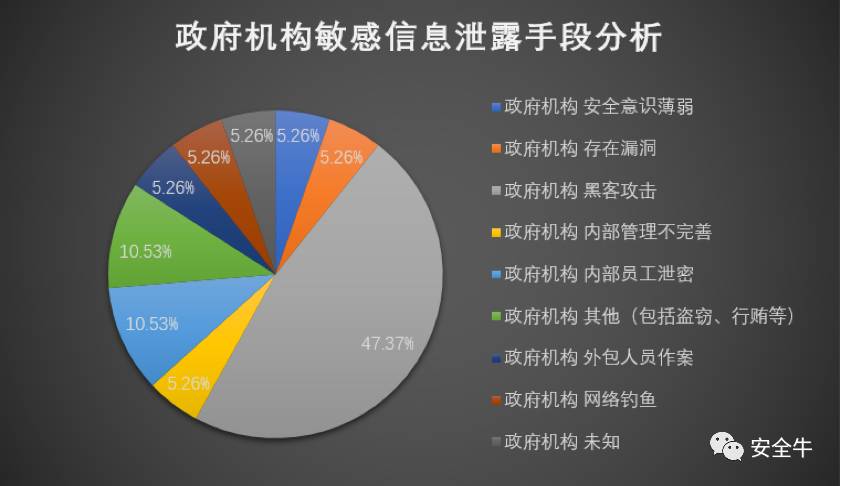 政府机构敏感信息泄露手段分析
5.26%
5.26%
47.37%
5.26%
10.53%
10.53%
5.26%
5.26%
5.26%
政府机构 安全意识薄弱
政府机构 存在漏洞
政府机构 黑客攻击
政府机构 内部管理不完善
政府机构 内部员工泄密
政府机构 其他（包括盗窃、行贿等）
政府机构 外包人员作案
政府机构 网络钓鱼
政府机构 未知
安全牛